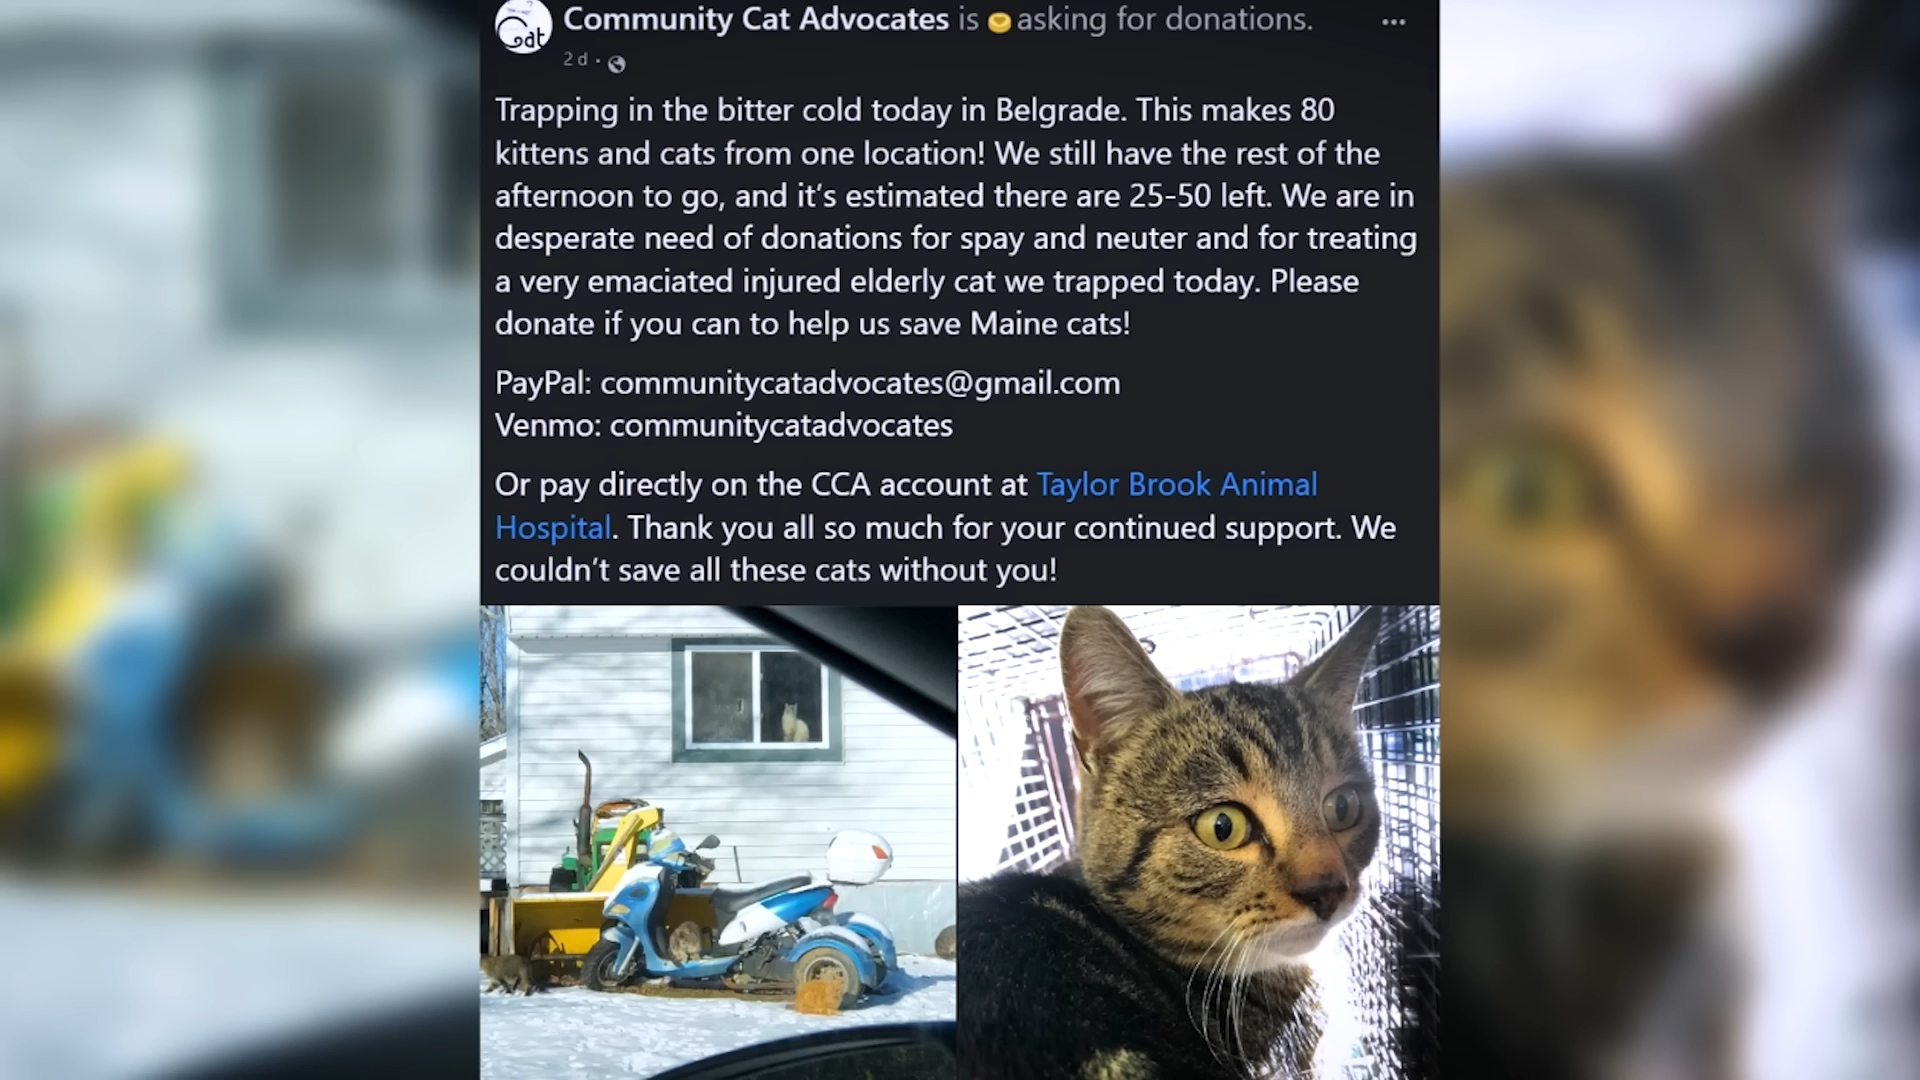 Cat
Community Cat Advocates is asking for donations.
2 d ·
Trapping in the bitter cold today in Belgrade. This makes 80
kittens and cats from one location! We still have the rest of the
afternoon to go, and it's estimated there are 25-50 left. We are in
desperate need of donations for spay and neuter and for treating
a very emaciated injured elderly cat we trapped today. Please
donate if you can to help us save Maine cats!
PayPal: communitycatadvocates@gmail.com
Venmo: communitycatadvocates
Or pay directly on the CCA account at Taylor Brook Animal
Hospital. Thank you all so much for your continued support. We
couldn't save all these cats without you!